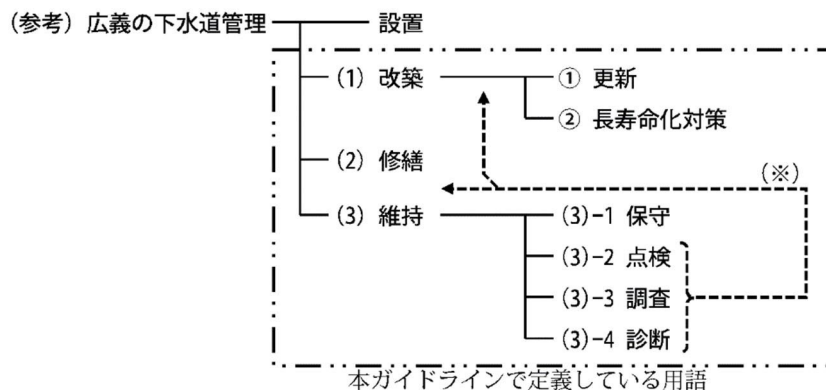 (参考) 広義の下水道管理 設置
(1) 改築 ① 更新
② 長寿命化対策
(2) 修繕
(※)
(3) 維持 (3)-1 保守
(3)-2 点検
(3)-3 調査
(3)-4 診断
本ガイドラインで定義している用語